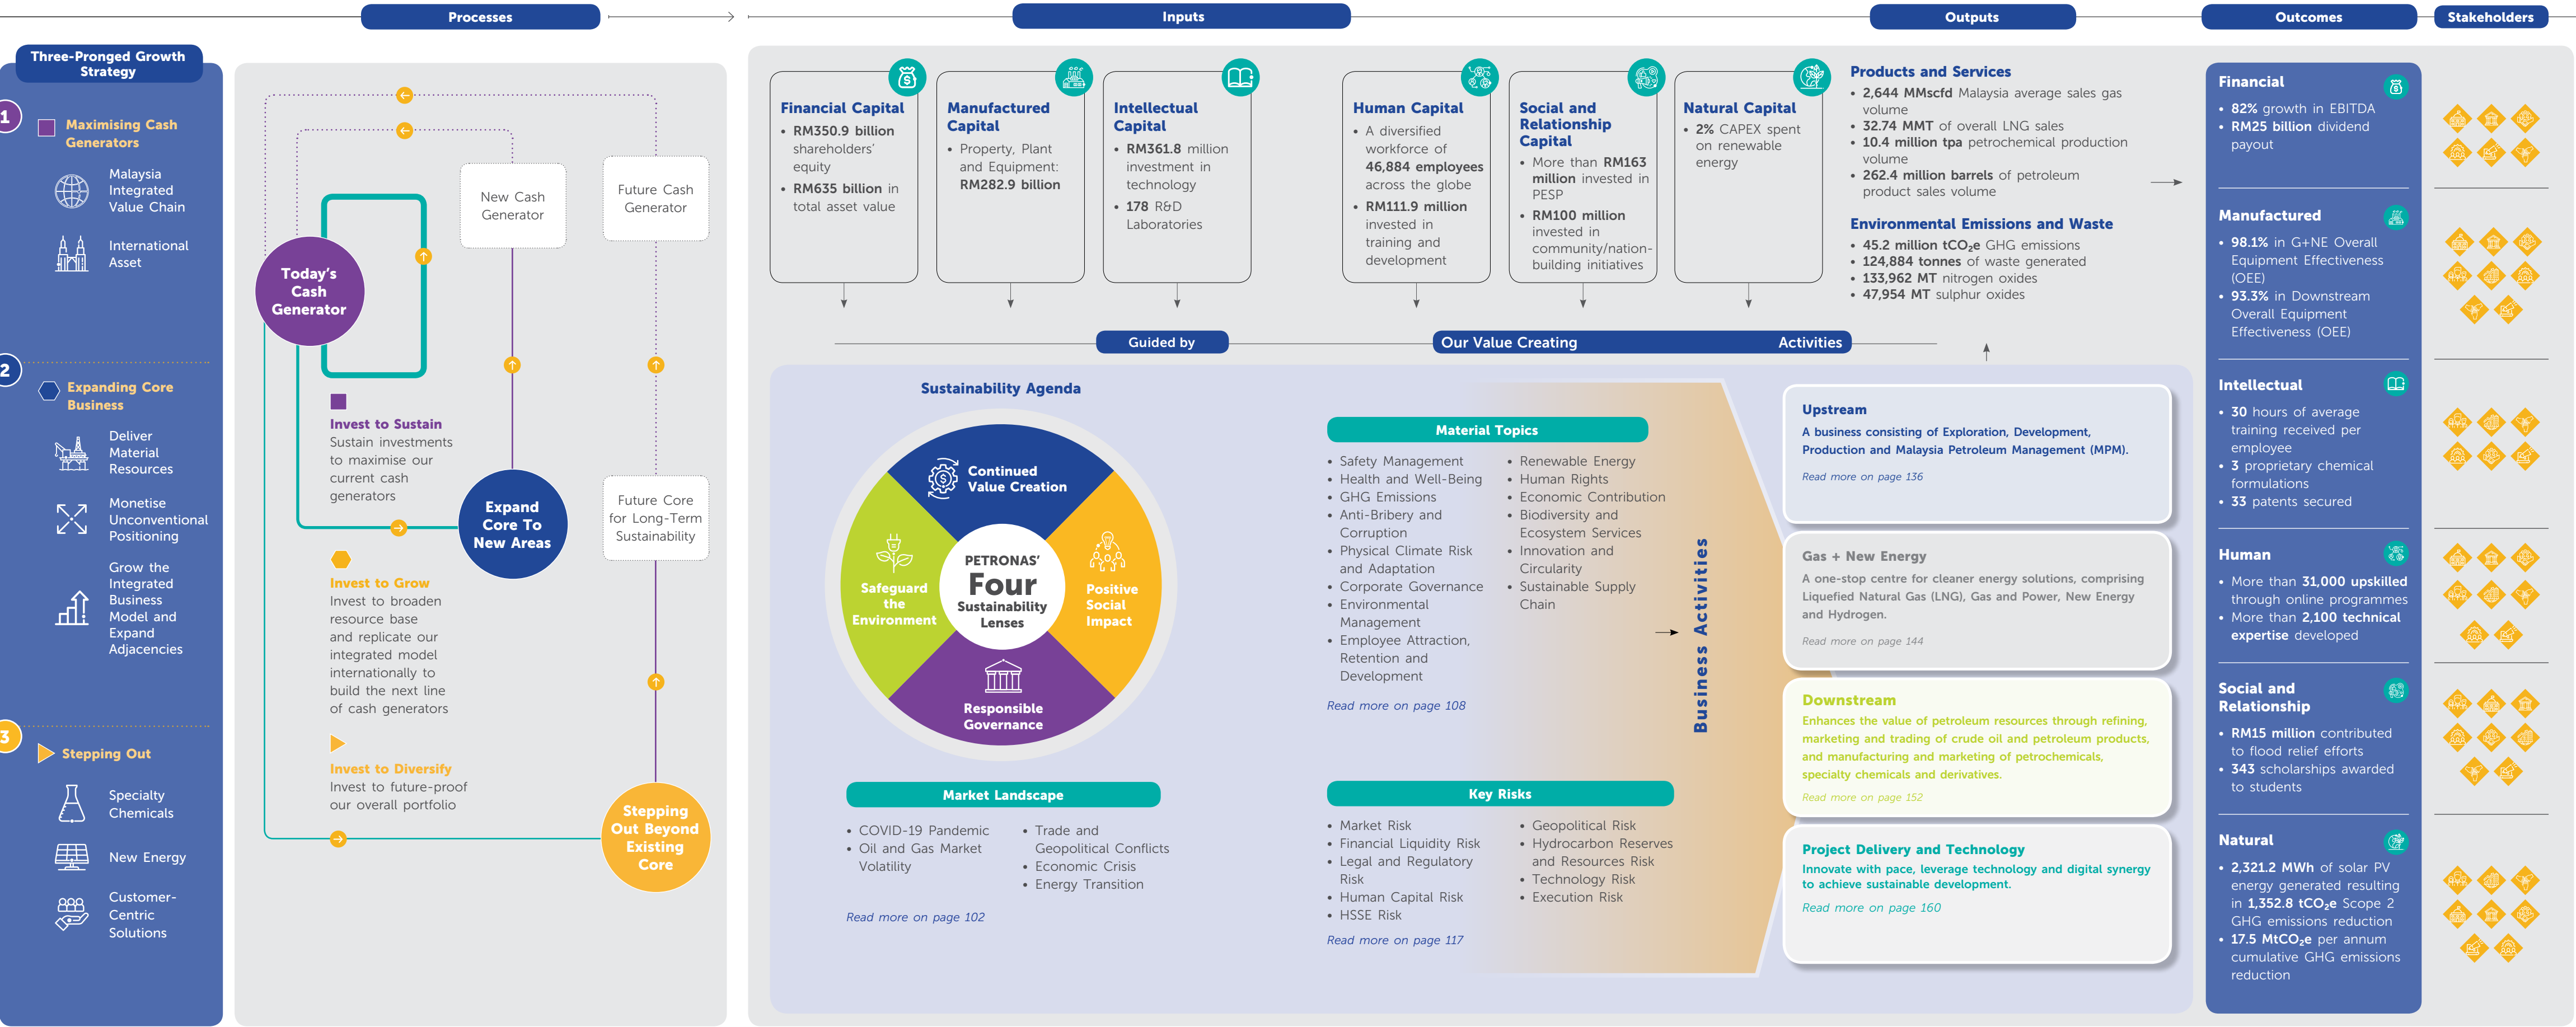 Processes
Inputs
Outputs
Outcomes
Stakeholders
Three-Pronged Growth
Strategy
1
Maximising Cash
Generators
Malaysia
Integrated
Value Chain
International
Asset
2
Expanding Core
Business
Deliver
Material
Resources
Monetise
Unconventional
Positioning
Grow the
Integrated
Business
Model and
Expand
Adjacencies
3
Stepping Out
Specialty
Chemicals
New Energy
Customer-
Centric
Solutions
New Cash
Generator
Future Cash
Generator
Today's
Cash
Generator
Invest to Sustain
Sustain investments
to maximise our
current cash
generators
Expand
Core To
New Areas
Future Core
for Long-Term
Sustainability
Invest to Grow
Invest to broaden
resource base
and replicate our
integrated model
internationally to
build the next line
of cash generators
Invest to Diversify
Invest to future-proof
our overall portfolio
Stepping
Out Beyond
Existing
Core
Financial Capital
• RM350.9 billion
shareholders'
equity
• RM635 billion in
total asset value
Manufactured
Capital
• Property, Plant
and Equipment:
RM282.9 billion
Intellectual
Capital
• RM361.8 million
investment in
technology
• 178 R&D
Laboratories
Human Capital
• A diversified
workforce of
46,884 employees
across the globe
• RM111.9 million
invested in
training and
development
Social and
Relationship
Capital
• More than RM163
million invested in
PESP
• RM100 million
invested in
community/nation-
building initiatives
Natural Capital
• 2% CAPEX spent
on renewable
energy
Products and Services
• 2,644 MMscfd Malaysia average sales gas
volume
• 32.74 MMT of overall LNG sales
• 10.4 million tpa petrochemical production
volume
• 262.4 million barrels of petroleum
product sales volume
Environmental Emissions and Waste
• 45.2 million tCO₂e GHG emissions
• 124,884 tonnes of waste generated
• 133,962 MT nitrogen oxides
• 47,954 MT sulphur oxides
Guided by
Our Value Creating Activities
Sustainability Agenda
Continued
Value Creation
Safeguard
the
Environment
PETRONAS'
Four
Sustainability
Lenses
Positive
Social
Impact
Responsible
Governance
Market Landscape
• COVID-19 Pandemic
• Oil and Gas Market
Volatility
• Trade and
Geopolitical Conflicts
• Economic Crisis
• Energy Transition
Read more on page 102
Material Topics
• Safety Management
• Health and Well-Being
• GHG Emissions
• Anti-Bribery and
Corruption
• Physical Climate Risk
and Adaptation
• Corporate Governance
• Environmental
Management
• Employee Attraction,
Retention and
Development
• Renewable Energy
• Human Rights
• Economic Contribution
• Biodiversity and
Ecosystem Services
• Innovation and
Circularity
• Sustainable Supply
Chain
Read more on page 108
Key Risks
• Market Risk
• Financial Liquidity Risk
• Legal and Regulatory
Risk
• Human Capital Risk
• HSSE Risk
• Geopolitical Risk
• Hydrocarbon Reserves
and Resources Risk
• Technology Risk
• Execution Risk
Read more on page 117
Business Activities
Upstream
A business consisting of Exploration, Development,
Production and Malaysia Petroleum Management (MPM).
Read more on page 136
Gas + New Energy
A one-stop centre for cleaner energy solutions, comprising
Liquefied Natural Gas (LNG), Gas and Power, New Energy
and Hydrogen.
Read more on page 144
Downstream
Enhances the value of petroleum resources through refining,
marketing and trading of crude oil and petroleum products,
and manufacturing and marketing of petrochemicals,
specialty chemicals and derivatives.
Read more on page 152
Project Delivery and Technology
Innovate with pace, leverage technology and digital synergy
to achieve sustainable development.
Read more on page 160
Financial
• 82% growth in EBITDA
• RM25 billion dividend
payout
Manufactured
• 98.1% in G+NE Overall
Equipment Effectiveness
(OEE)
• 93.3% in Downstream
Overall Equipment
Effectiveness (OEE)
Intellectual
• 30 hours of average
training received per
employee
• 3 proprietary chemical
formulations
• 33 patents secured
Human
• More than 31,000 upskilled
through online programmes
• More than 2,100 technical
expertise developed
Social and
Relationship
• RM15 million contributed
to flood relief efforts
• 343 scholarships awarded
to students
Natural
• 2,321.2 MWh of solar PV
energy generated resulting
in 1,352.8 tCO₂e Scope 2
GHG emissions reduction
• 17.5 MtCO₂e per annum
cumulative GHG emissions
reduction